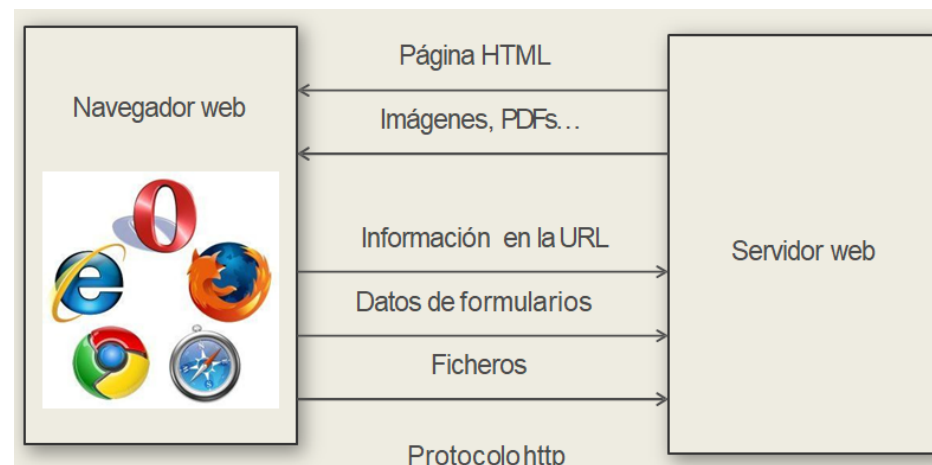 Página HTML
Navegador web
Imágenes, PDFs...
Información en la URL
Servidor web
Datos de formularios
Ficheros
Protocolo http